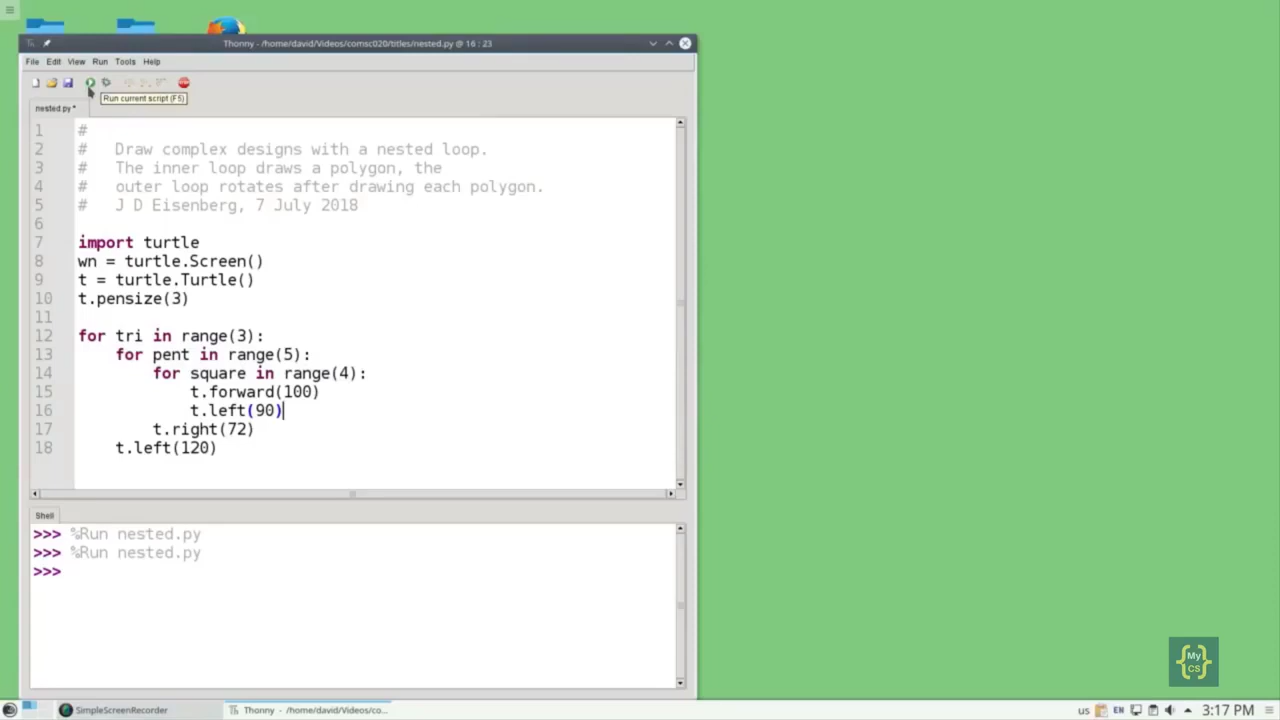 Thonny - /home/david/Videos/comsc020/titles/nested.py @ 16 : 23
File Edit View Run Tools Help
Run current script (F5)
nested.py *
1 #
2 #   Draw complex designs with a nested loop.
3 #   The inner loop draws a polygon, the
4 #   outer loop rotates after drawing each polygon.
5 #   J D Eisenberg, 7 July 2018
6
7 import turtle
8 wn = turtle.Screen()
9 t = turtle.Turtle()
10 t.pensize(3)
11
12 for tri in range(3):
13     for pent in range(5):
14         for square in range(4):
15             t.forward(100)
16             t.left(90)
17         t.right(72)
18     t.left(120)
Shell
>>> %Run nested.py
>>> %Run nested.py
>>>
My
CS
SimpleScreenRecorder
Thonny - /home/david/Videos/co...
us EN 3:17 PM